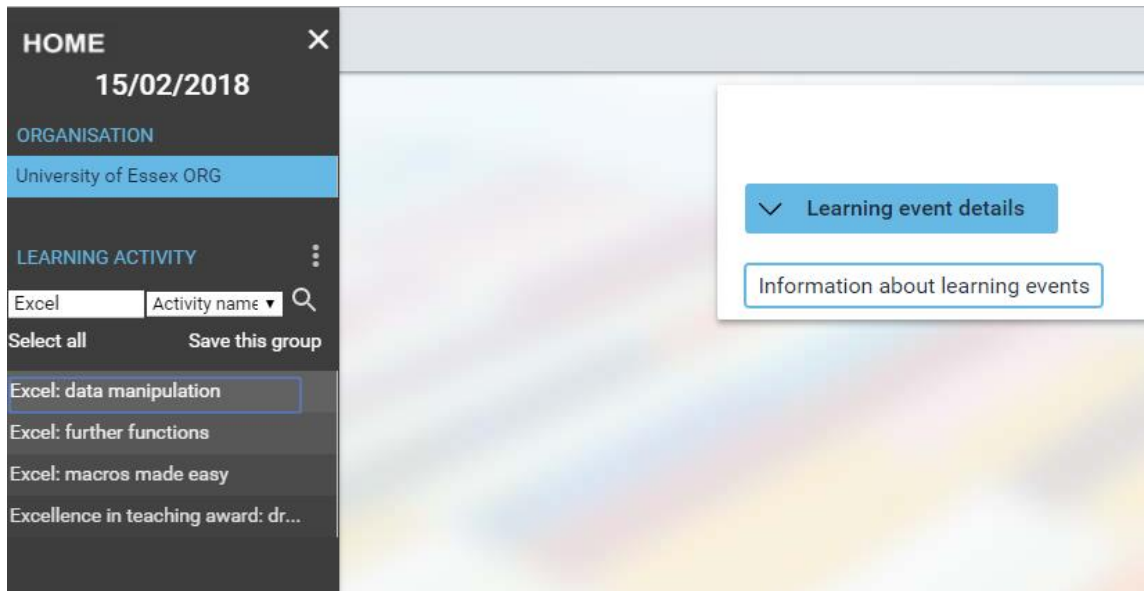 HOME
15/02/2018
ORGANISATION
University of Essex ORG
LEARNING ACTIVITY
Excel Activity name
Select all Save this group
Excel: data manipulation
Excel: further functions
Excel: macros made easy
Excellence in teaching award: dr...
Learning event details
Information about learning events